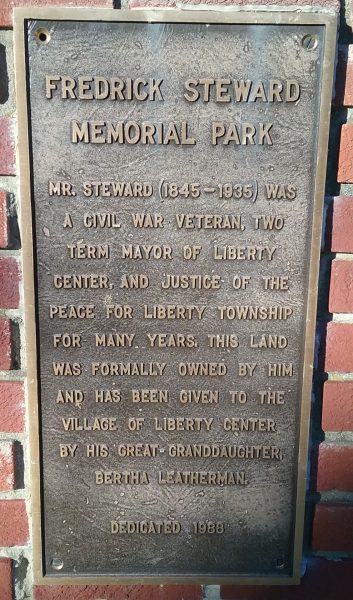 FREDRICK STEWARD
MEMORIAL PARK
MR. STEWARD (1845-1935) WAS
A CIVIL WAR VETERAN, TWO
TERM MAYOR OF LIBERTY
CENTER, AND JUSTICE OF THE
PEACE FOR LIBERTY TOWNSHIP
FOR MANY YEARS. THIS LAND
WAS FORMALLY OWNED BY HIM
AND HAS BEEN GIVEN TO THE
VILLAGE OF LIBERTY CENTER
BY HIS GREAT-GRANDDAUGHTER,
BERTHA LEATHERMAN.
DEDICATED 1988